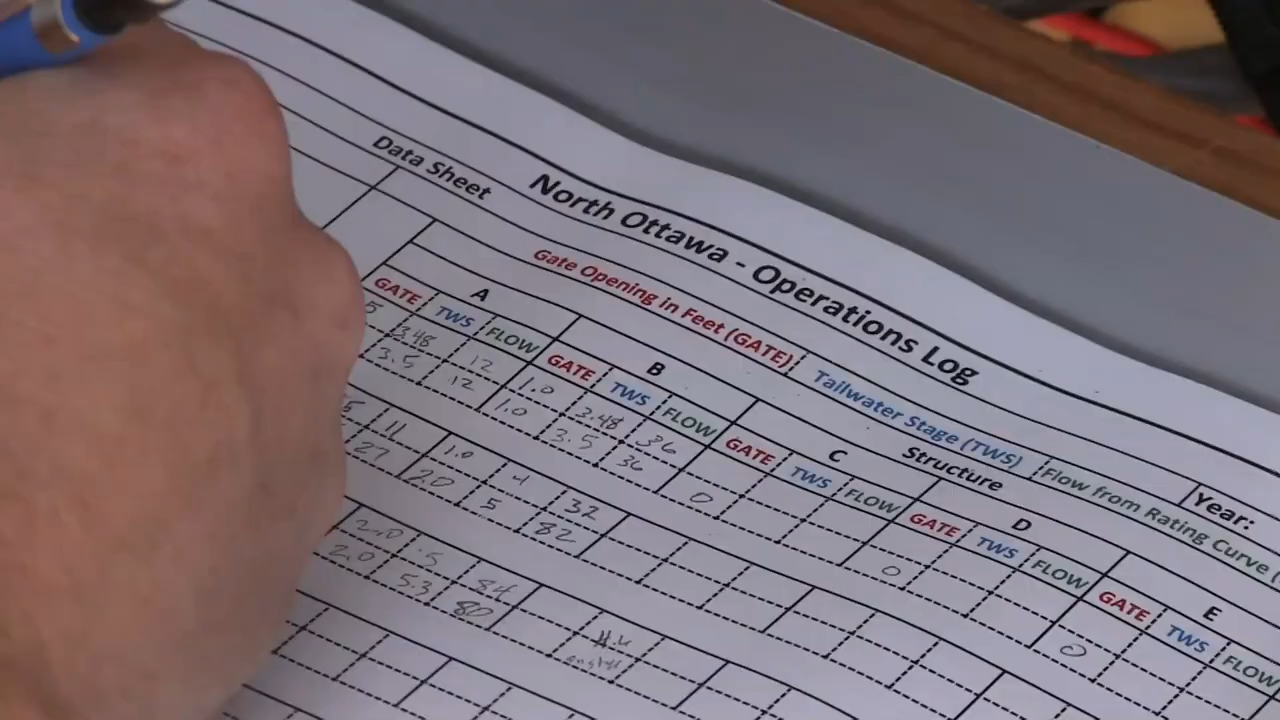 North Ottawa - Operations Log
Data Sheet
Year:
Gate Opening in Feet (GATE) Tailwater Stage (TWS) Flow from Rating Curve (
Structure
A B C D E
GATE TWS FLOW GATE TWS FLOW GATE TWS FLOW GATE TWS FLOW GATE TWS FLOW
5 3.48 12 1.0 3.48 36 0 0 0
3.5 12 1.0 3.5 36
11 1.0 4 32
27 2.0 5 82
2.0 .5 84
2.0 5.3 80